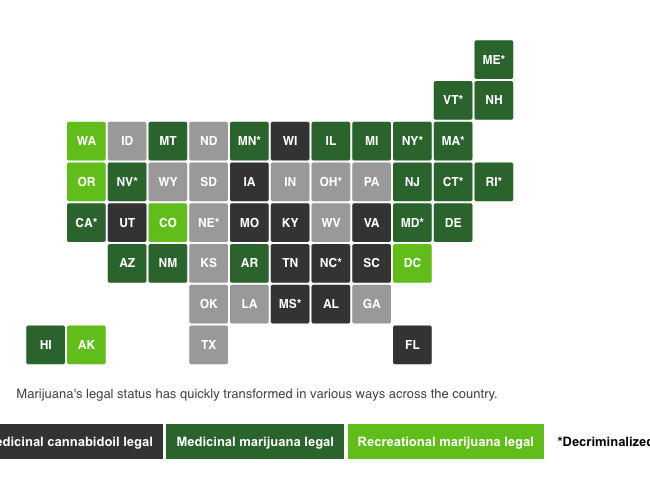 ME*
VT* NH
WA ID MT ND MN* WI IL MI NY* MA*
OR NV* WY SD IA IN OH* PA NJ CT* RI*
CA* UT CO NE* MO KY WV VA MD* DE
AZ NM KS AR TN NC* SC DC
OK LA MS* AL GA
HI AK TX FL
Marijuana's legal status has quickly transformed in various ways across the country.
edicinal cannabidoil legal Medicinal marijuana legal Recreational marijuana legal *Decriminalized